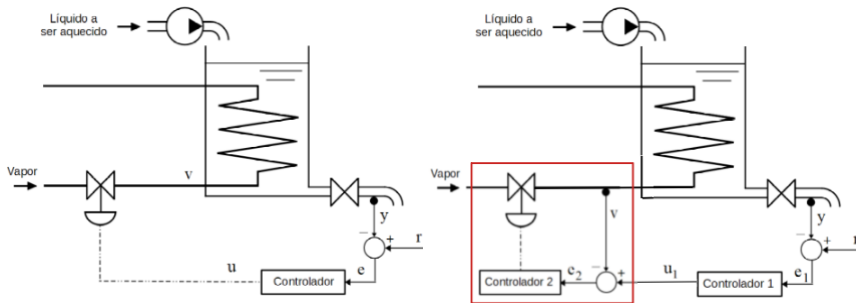 Líquido a
ser aquecido
Vapor
v
y
r
e
u
Controlador
Líquido a
ser aquecido
Vapor
v
y
r
e₁
u₁
e₂
Controlador 2
Controlador 1